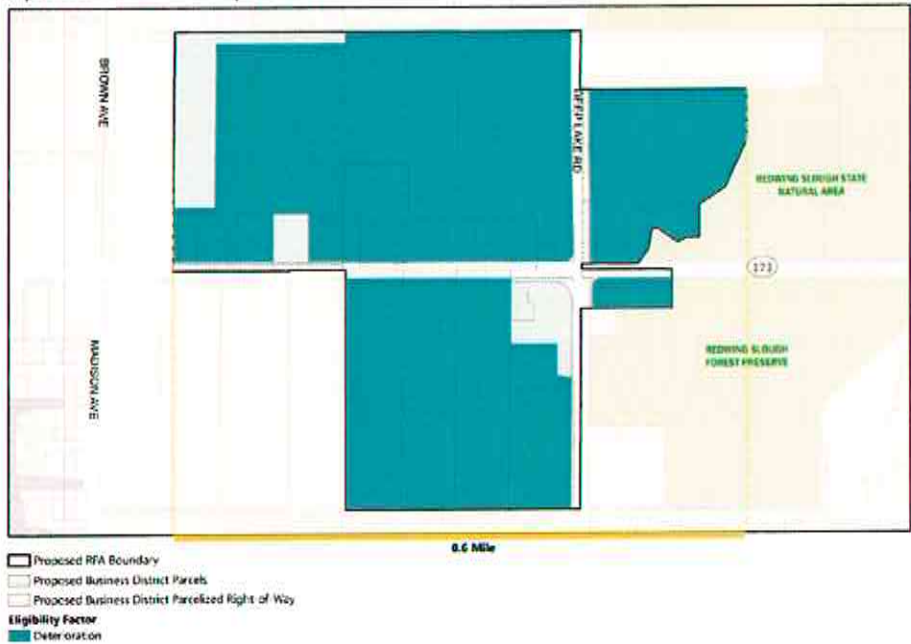 BROWN AVE
DEEP LAKE RD
REDWING SLOUGH STATE
NATURAL AREA
173
MADISON AVE
REDWING SLOUGH
FOREST PRESERVE
0.6 Mile
Proposed RFA Boundary
Proposed Business District Parcels
Proposed Business District Parcelized Right-of-Way
Eligibility Factor
Deterioration